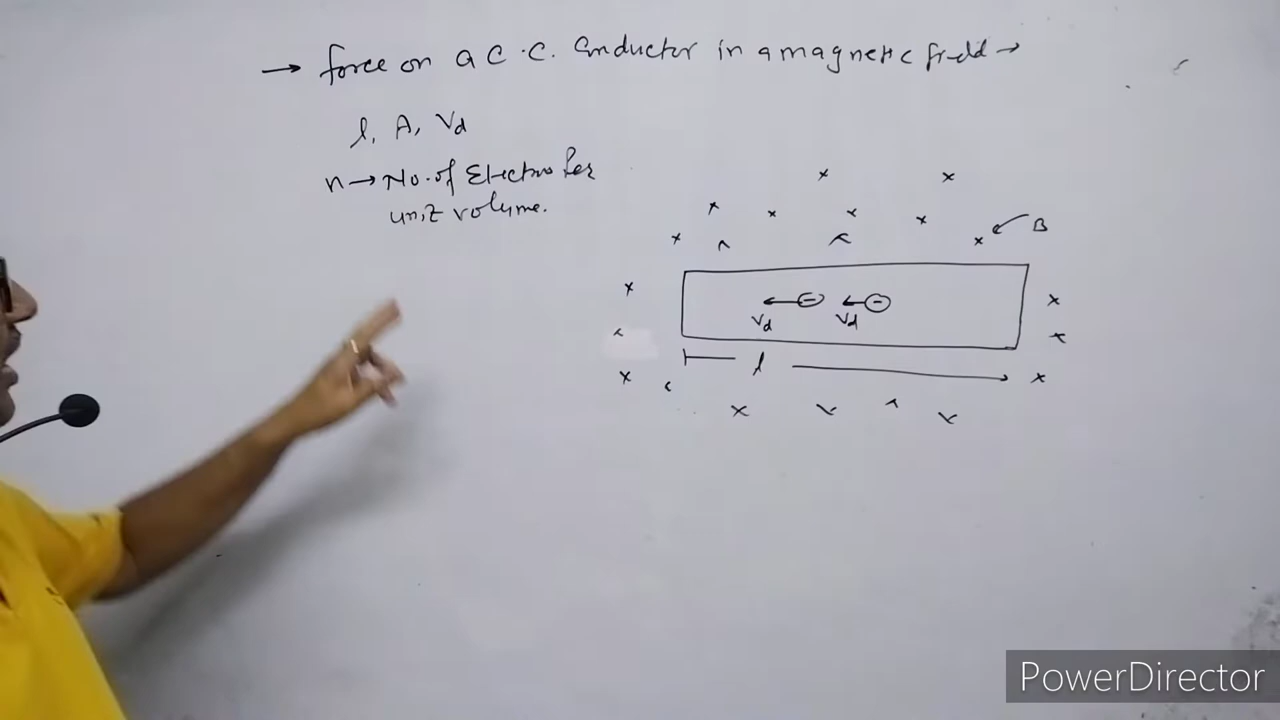 → force on a C.C. Conductor in a magnetic field →
l, A, Vd
n → No. of Electron Per
unit volume.
B
Vd Vd
l
PowerDirector